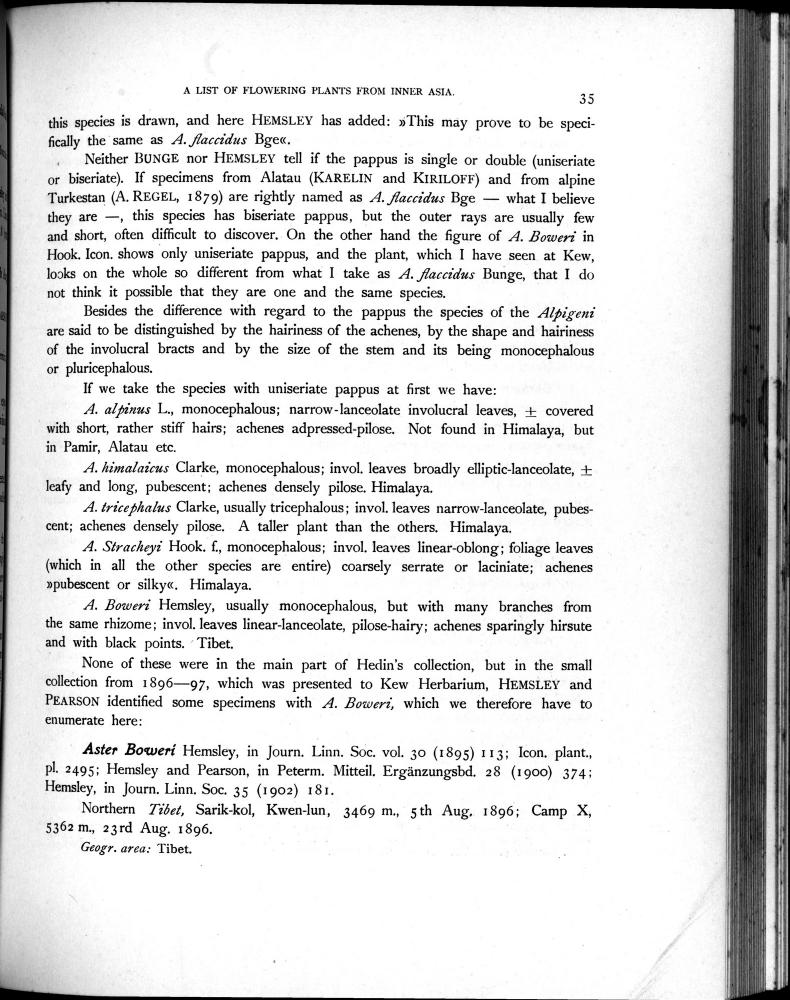 A LIST OF FLOWERING PLANTS FROM INNER ASIA.
35
this species is drawn, and here HEMSLEY has added: »This may prove to be speci-
fically the same as A. flaccidus Bge«.
Neither BUNGE nor HEMSLEY tell if the pappus is single or double (uniseriate
or biseriate). If specimens from Alatau (KARELIN and KIRILOFF) and from alpine
Turkestan (A. REGEL, 1879) are rightly named as A. flaccidus Bge — what I believe
they are —, this species has biseriate pappus, but the outer rays are usually few
and short, often difficult to discover. On the other hand the figure of A. Boweri in
Hook. Icon. shows only uniseriate pappus, and the plant, which I have seen at Kew,
looks on the whole so different from what I take as A. flaccidus Bunge, that I do
not think it possible that they are one and the same species.
Besides the difference with regard to the pappus the species of the Alpigeni
are said to be distinguished by the hairiness of the achenes, by the shape and hairiness
of the involucral bracts and by the size of the stem and its being monocephalous
or pluricephalous.
If we take the species with uniseriate pappus at first we have:
A. alpinus L., monocephalous; narrow-lanceolate involucral leaves, ± covered
with short, rather stiff hairs; achenes adpressed-pilose. Not found in Himalaya, but
in Pamir, Alatau etc.
A. himalaicus Clarke, monocephalous; invol. leaves broadly elliptic-lanceolate, ±
leafy and long, pubescent; achenes densely pilose. Himalaya.
A. tricephalus Clarke, usually tricephalous; invol. leaves narrow-lanceolate, pubes-
cent; achenes densely pilose. A taller plant than the others. Himalaya.
A. Stracheyi Hook. f., monocephalous; invol. leaves linear-oblong; foliage leaves
(which in all the other species are entire) coarsely serrate or laciniate; achenes
»pubescent or silky«. Himalaya.
A. Boweri Hemsley, usually monocephalous, but with many branches from
the same rhizome; invol. leaves linear-lanceolate, pilose-hairy; achenes sparingly hirsute
and with black points. Tibet.
None of these were in the main part of Hedin's collection, but in the small
collection from 1896—97, which was presented to Kew Herbarium, HEMSLEY and
PEARSON identified some specimens with A. Boweri, which we therefore have to
enumerate here:
Aster Boweri Hemsley, in Journ. Linn. Soc. vol. 30 (1895) 113; Icon. plant.,
pl. 2495; Hemsley and Pearson, in Peterm. Mitteil. Ergänzungsbd. 28 (1900) 374;
Hemsley, in Journ. Linn. Soc. 35 (1902) 181.
Northern Tibet, Sarik-kol, Kwen-lun, 3469 m., 5th Aug. 1896; Camp X,
5362 m., 23rd Aug. 1896.
Geogr. area: Tibet.